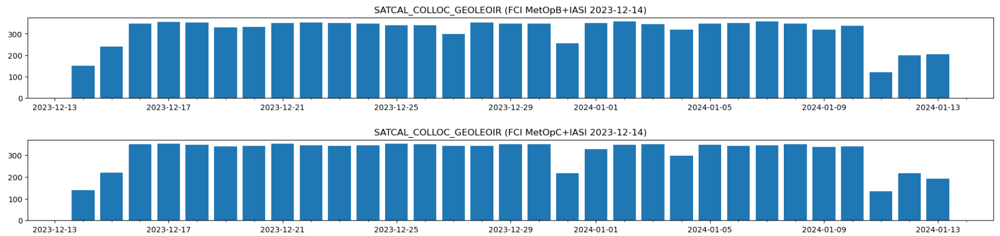 SATCAL_COLLOC_GEOLEOIR (FCI MetOpB+IASI 2023-12-14)
300
200
100
0
2023-12-13 2023-12-17 2023-12-21 2023-12-25 2023-12-29 2024-01-01 2024-01-05 2024-01-09 2024-01-13
SATCAL_COLLOC_GEOLEOIR (FCI MetOpC+IASI 2023-12-14)
300
200
100
0
2023-12-13 2023-12-17 2023-12-21 2023-12-25 2023-12-29 2024-01-01 2024-01-05 2024-01-09 2024-01-13